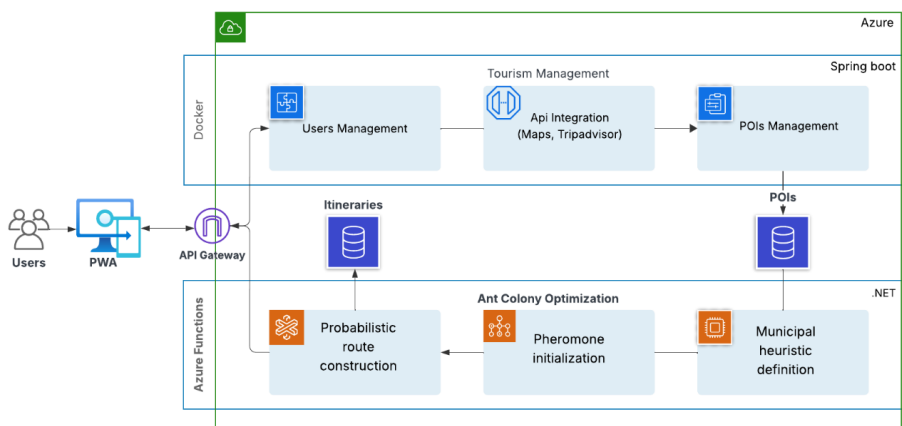 Azure
Spring boot
Docker
Tourism Management
Users Management
Api Integration
(Maps, Tripadvisor)
POIs Management
Itineraries
POIs
Users
PWA
API Gateway
.NET
Azure Functions
Ant Colony Optimization
Probabilistic
route
construction
Pheromone
initialization
Municipal
heuristic
definition